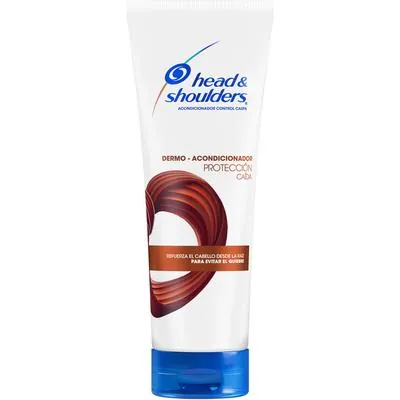 head&
shoulders®
ACONDICIONADOR CONTROL CASPA
DERMO - ACONDICIONADOR
PROTECCIÓN
CAÍDA
REFUERZA EL CABELLO DESDE LA RAÍZ
PARA EVITAR EL QUIEBRE